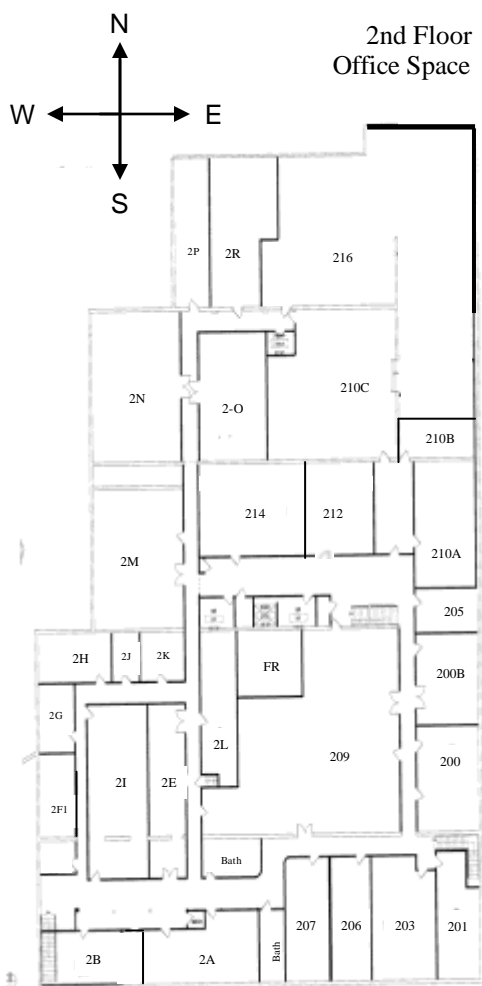 N
2nd Floor
Office Space
W E
S
2P 2R 216
2N 2-O 210C
210B
214 212
2M 210A
205
2H 2J 2K
FR 200B
2G
2L
2I 2E 209 200
2F1
Bath
207 206 203 201
Bath
2B 2A